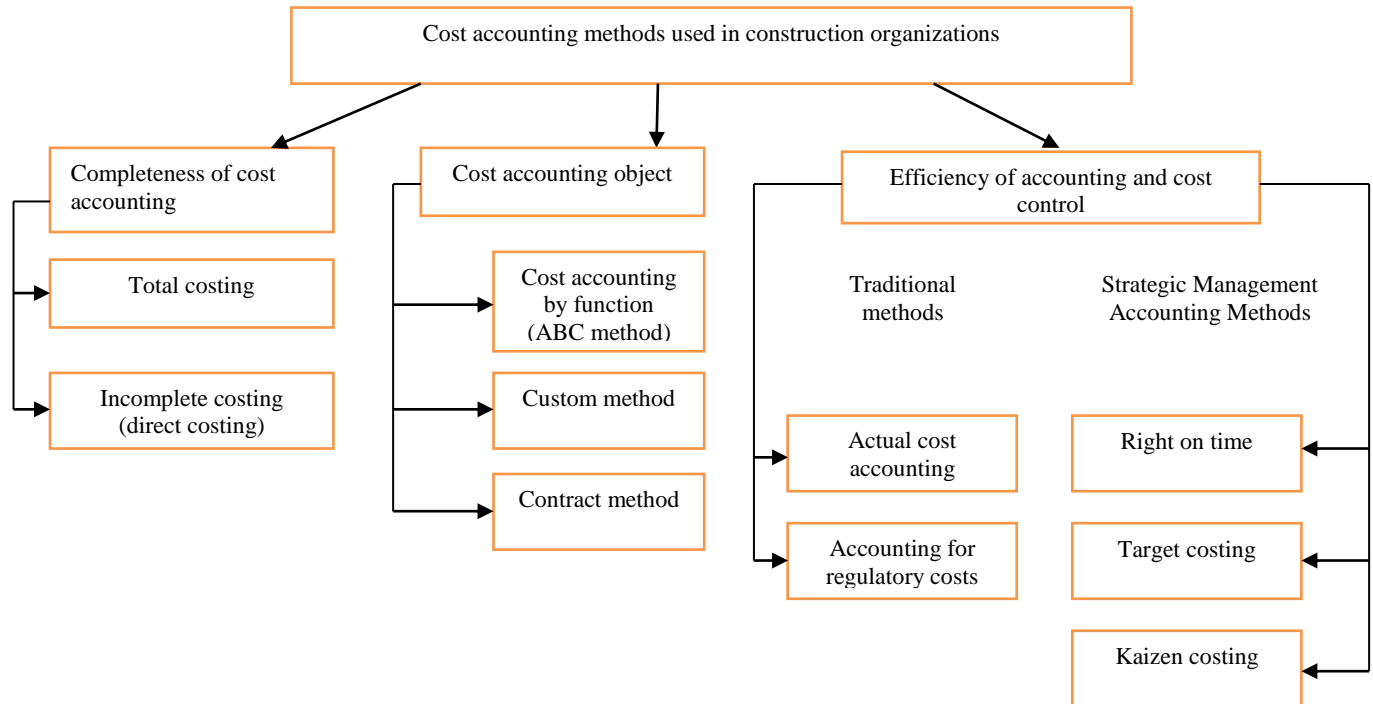 Cost accounting methods used in construction organizations
Completeness of cost
accounting
Total costing
Incomplete costing
(direct costing)
Cost accounting object
Cost accounting
by function
(ABC method)
Custom method
Contract method
Efficiency of accounting and cost
control
Traditional
methods
Actual cost
accounting
Accounting for
regulatory costs
Strategic Management
Accounting Methods
Right on time
Target costing
Kaizen costing